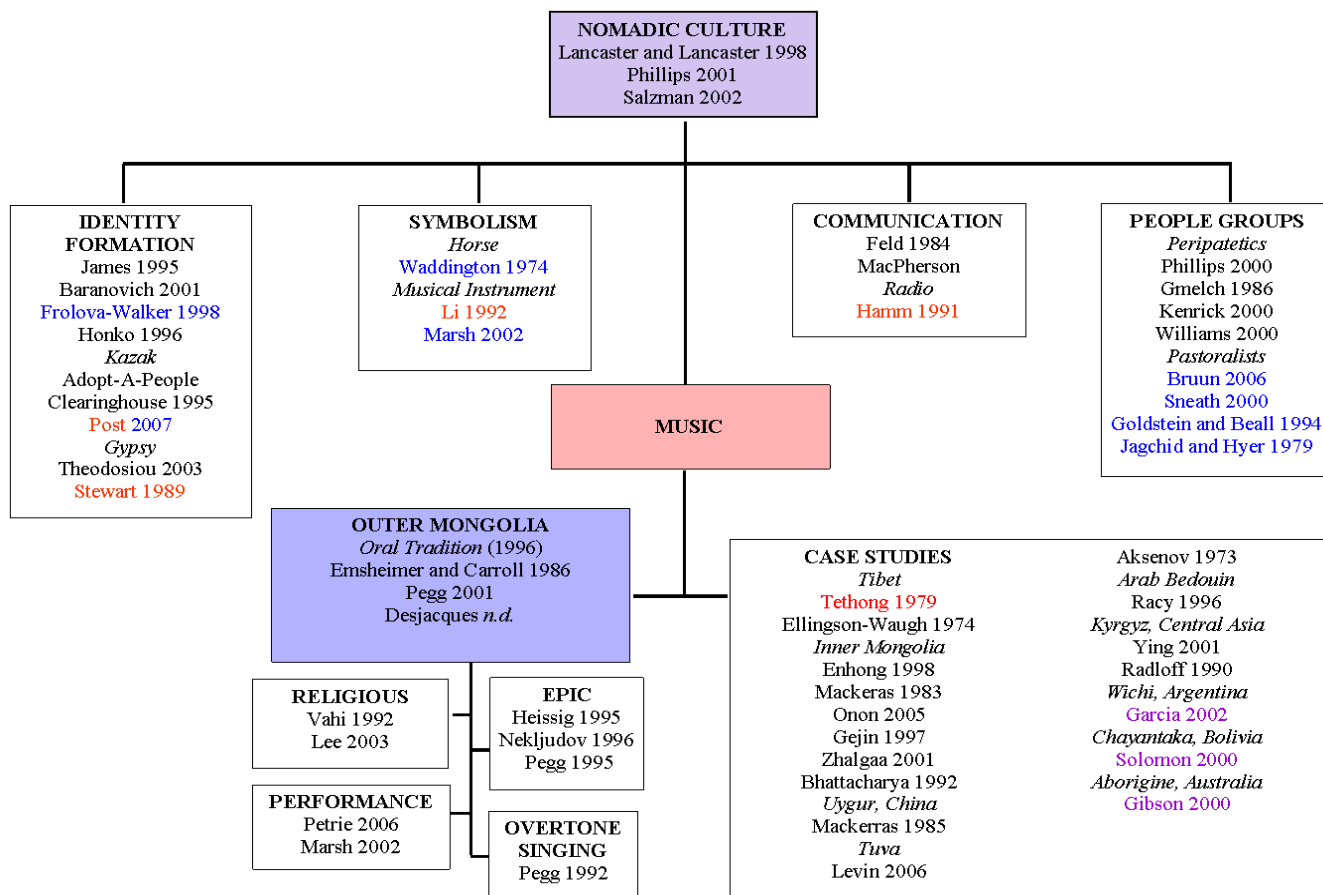 NOMADIC CULTURE
Lancaster and Lancaster 1998
Phillips 2001
Salzman 2002
IDENTITY
FORMATION
James 1995
Baranovich 2001
Frolova-Walker 1998
Honko 1996
Kazak
Adopt-A-People
Clearinghouse 1995
Post 2007
Gypsy
Theodosiou 2003
Stewart 1989
SYMBOLISM
Horse
Waddington 1974
Musical Instrument
Li 1992
Marsh 2002
COMMUNICATION
Feld 1984
MacPherson
Radio
Hamm 1991
PEOPLE GROUPS
Peripatetics
Phillips 2000
Gmelch 1986
Kenrick 2000
Williams 2000
Pastoralists
Bruun 2006
Sneath 2000
Goldstein and Beall 1994
Jagchid and Hyer 1979
MUSIC
OUTER MONGOLIA
Oral Tradition (1996)
Emsheimer and Carroll 1986
Pegg 2001
Desjacques n.d.
RELIGIOUS
Vahi 1992
Lee 2003
EPIC
Heissig 1995
Nekljudov 1996
Pegg 1995
PERFORMANCE
Petrie 2006
Marsh 2002
OVERTONE
SINGING
Pegg 1992
CASE STUDIES
Tibet
Tethong 1979
Ellingson-Waugh 1974
Inner Mongolia
Enhong 1998
Mackeras 1983
Onon 2005
Gejin 1997
Zhalgaa 2001
Bhattacharya 1992
Uygur, China
Mackerras 1985
Tuva
Levin 2006
Aksenov 1973
Arab Bedouin
Racy 1996
Kyrgyz, Central Asia
Ying 2001
Radloff 1990
Wichi, Argentina
Garcia 2002
Chayantaka, Bolivia
Solomon 2000
Aborigine, Australia
Gibson 2000